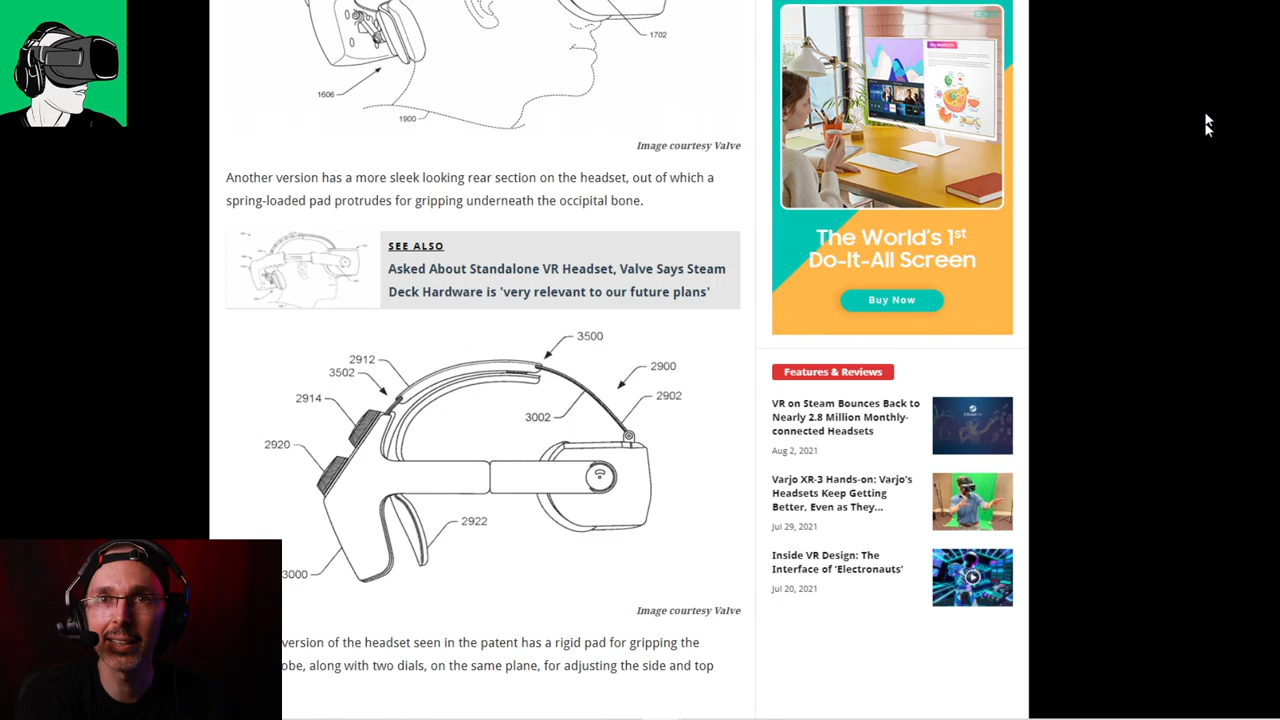 1702
1606
1900
Image courtesy Valve
Another version has a more sleek looking rear section on the headset, out of which a
spring-loaded pad protrudes for gripping underneath the occipital bone.
SEE ALSO
Asked About Standalone VR Headset, Valve Says Steam
Deck Hardware is 'very relevant to our future plans'
3500
2912
2900
3502
2902
2914
3002
2920
2922
3000
Image courtesy Valve
version of the headset seen in the patent has a rigid pad for gripping the
obe, along with two dials, on the same plane, for adjusting the side and top
The World's 1st
Do-It-All Screen
Buy Now
Features & Reviews
VR on Steam Bounces Back to
Nearly 2.8 Million Monthly-
connected Headsets
Aug 2, 2021
Varjo XR-3 Hands-on: Varjo's
Headsets Keep Getting
Better, Even as They...
Jul 29, 2021
Inside VR Design: The
Interface of 'Electronauts'
Jul 20, 2021